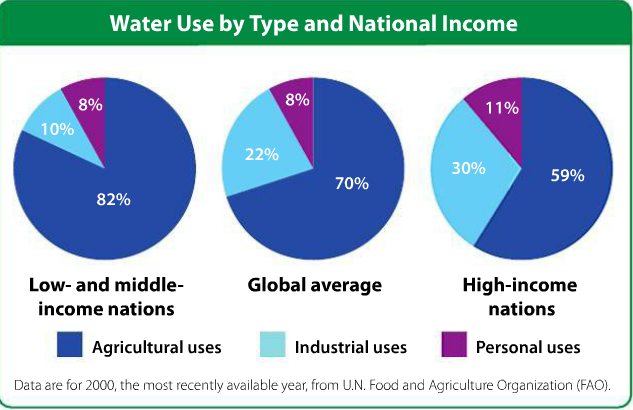 Water Use by Type and National Income
8%
10%
82%
8%
22%
70%
11%
30%
59%
Low- and middle-
income nations
Global average
High-income
nations
Agricultural uses
Industrial uses
Personal uses
Data are for 2000, the most recently available year, from U.N. Food and Agriculture Organization (FAO).